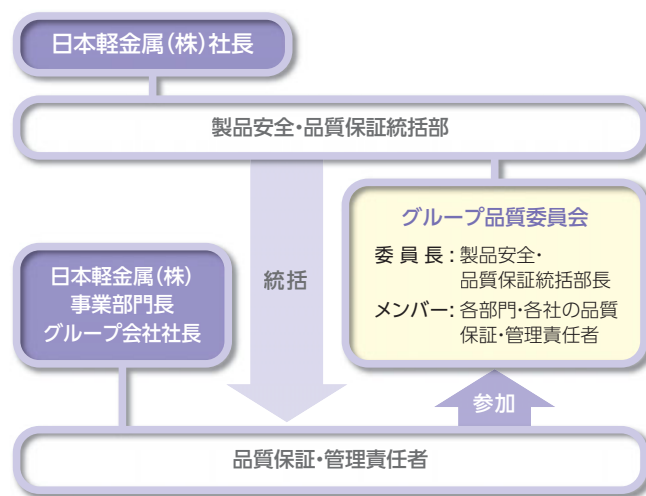 日本軽金属(株)社長
製品安全・品質保証統括部
グループ品質委員会
委員長：製品安全・
品質保証統括部長
メンバー：各部門・各社の品質
保証・管理責任者
日本軽金属(株)
事業部門長
グループ会社社長
統括
参加
品質保証・管理責任者